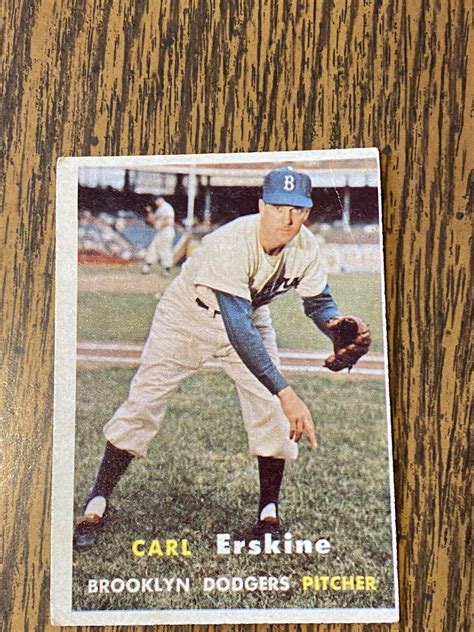 B
CARL Erskine
BROOKLYN DODGERS PITCHER